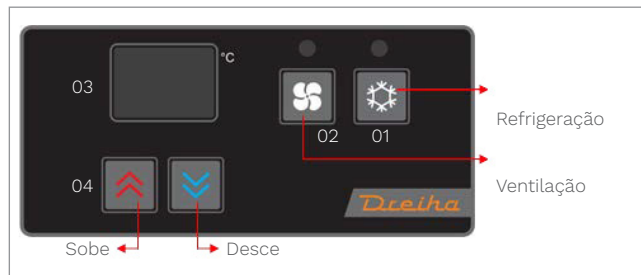 °C
03
02 01
Refrigeração
04
Ventilação
Dreiha
Sobe Desce